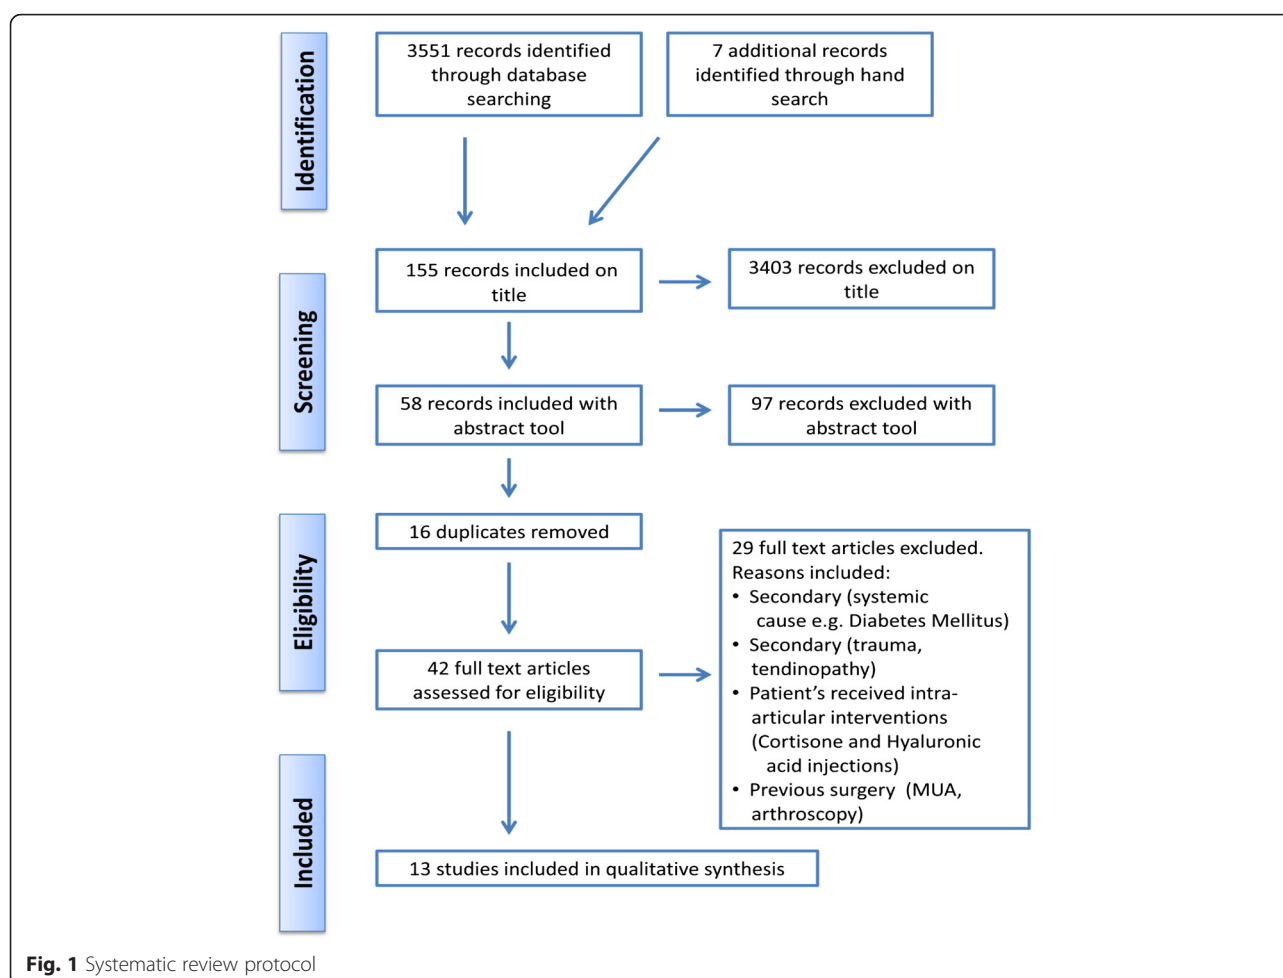 Identification
3551 records identified
through database
searching
7 additional records
identified through hand
search
Screening
155 records included on
title
3403 records excluded on
title
58 records included with
abstract tool
97 records excluded with
abstract tool
Eligibility
16 duplicates removed
42 full text articles
assessed for eligibility
29 full text articles excluded.
Reasons included:
• Secondary (systemic
cause e.g. Diabetes Mellitus)
• Secondary (trauma,
tendinopathy)
• Patient’s received intra-
articular interventions
(Cortisone and Hyaluronic
acid injections)
• Previous surgery (MUA,
arthroscopy)
Included
13 studies included in qualitative synthesis
Fig. 1 Systematic review protocol